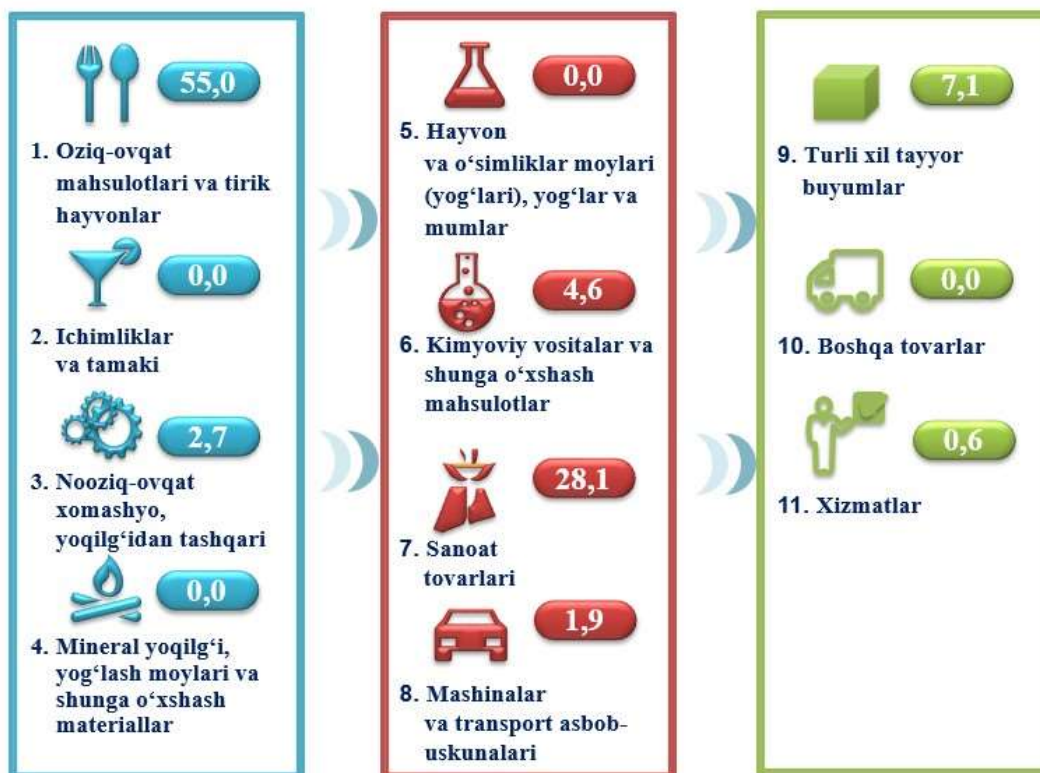 55,0
1. Oziq-ovqat
mahsulotlari va tirik
hayvonlar
0,0
2. Ichimliklar
va tamaki
2,7
3. Nooziq-ovqat
xomashyo,
yoqilg‘idan tashqari
0,0
4. Mineral yoqilg‘i,
yog‘lash moylari va
shunga o‘xshash
materiallar
0,0
5. Hayvon
va o‘simliklar moylari
(yog‘lari), yog‘lar va
mumlar
4,6
6. Kimyoviy vositalar va
shunga o‘xshash
mahsulotlar
28,1
7. Sanoat
tovarlari
1,9
8. Mashinalar
va transport asbob-
uskunalari
7,1
9. Turli xil tayyor
buyumlar
0,0
10. Boshqa tovarlar
0,6
11. Xizmatlar